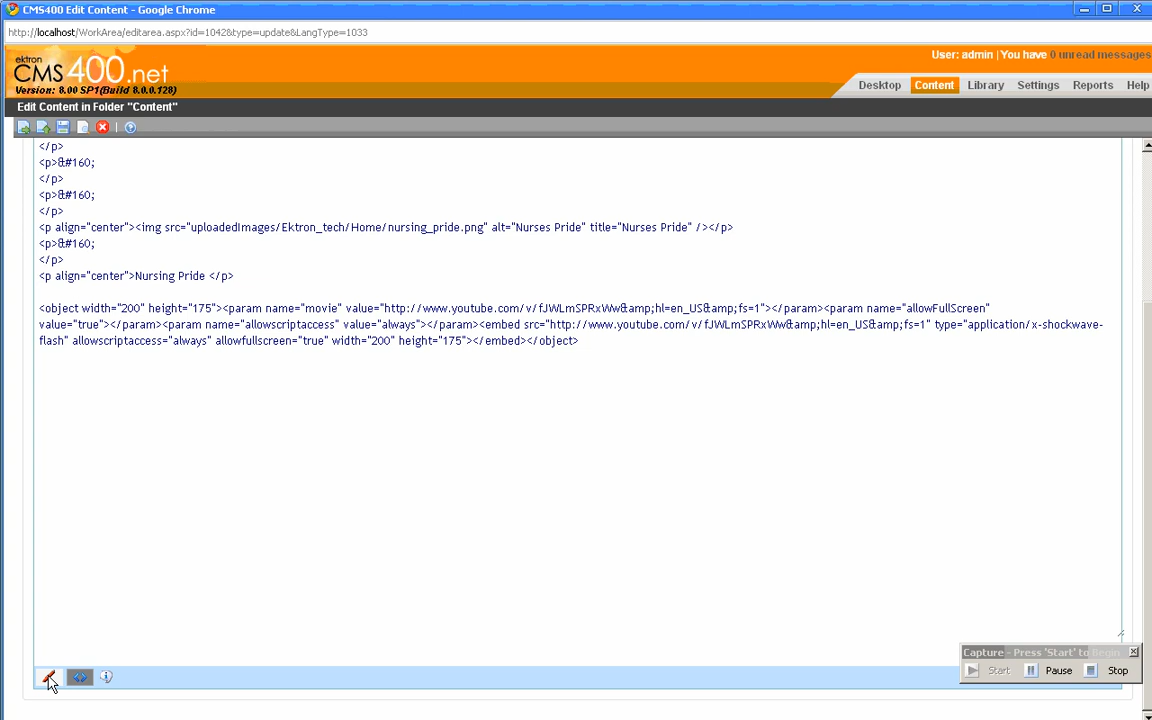 CMS400 Edit Content - Google Chrome
http://localhost/WorkArea/editarea.aspx?id=1042&type=update&LangType=1033
User: admin | You have 0 unread messages
ektron
CMS400.net
Version: 8.00 SP1(Build 8.0.0.128)
Desktop Content Library Settings Reports Help
Edit Content in Folder "Content"
</p>
<p>&#160;
</p>
<p>&#160;
</p>
<p align="center"><img src="uploadedImages/Ektron_tech/Home/nursing_pride.png" alt="Nurses Pride" title="Nurses Pride" /></p>
<p>&#160;
</p>
<p align="center">Nursing Pride </p>
<object width="200" height="175"><param name="movie" value="http://www.youtube.com/v/fJWLmSPRxWw&amp;hl=en_US&amp;fs=1"></param><param name="allowFullScreen"
value="true"></param><param name="allowscriptaccess" value="always"></param><embed src="http://www.youtube.com/v/fJWLmSPRxWw&amp;hl=en_US&amp;fs=1" type="application/x-shockwave-
flash" allowscriptaccess="always" allowfullscreen="true" width="200" height="175"></embed></object>
Capture - Press 'Start' to Begin
Start Pause Stop